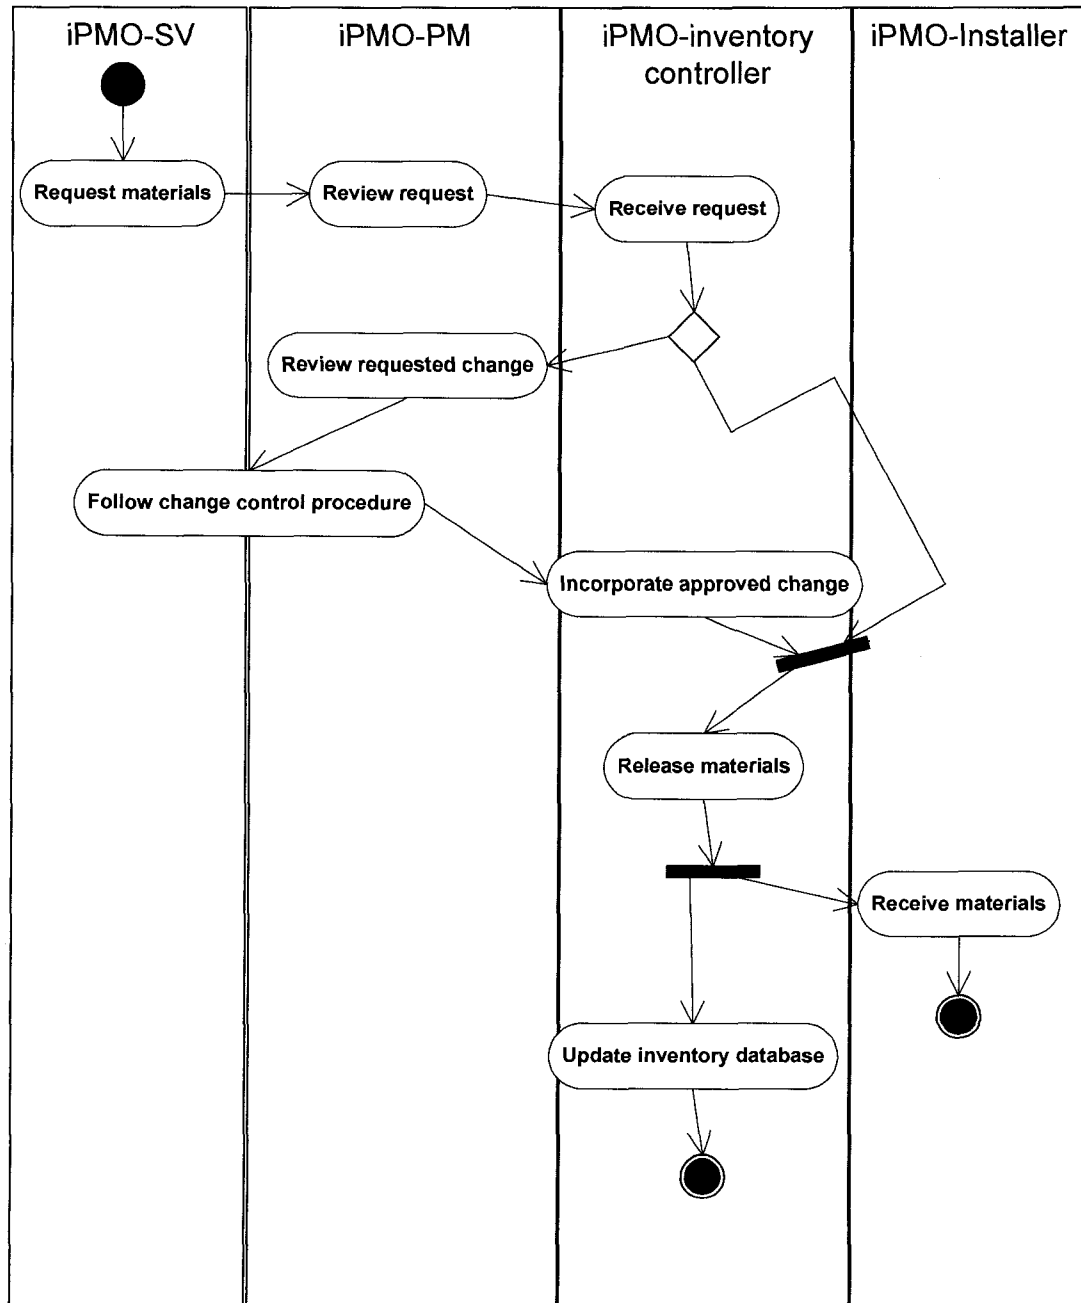 iPMO-SV
iPMO-PM
iPMO-inventory
controller
iPMO-Installer
Request materials
Review request
Receive request
Review requested change
Follow change control procedure
Incorporate approved change
Release materials
Receive materials
Update inventory database